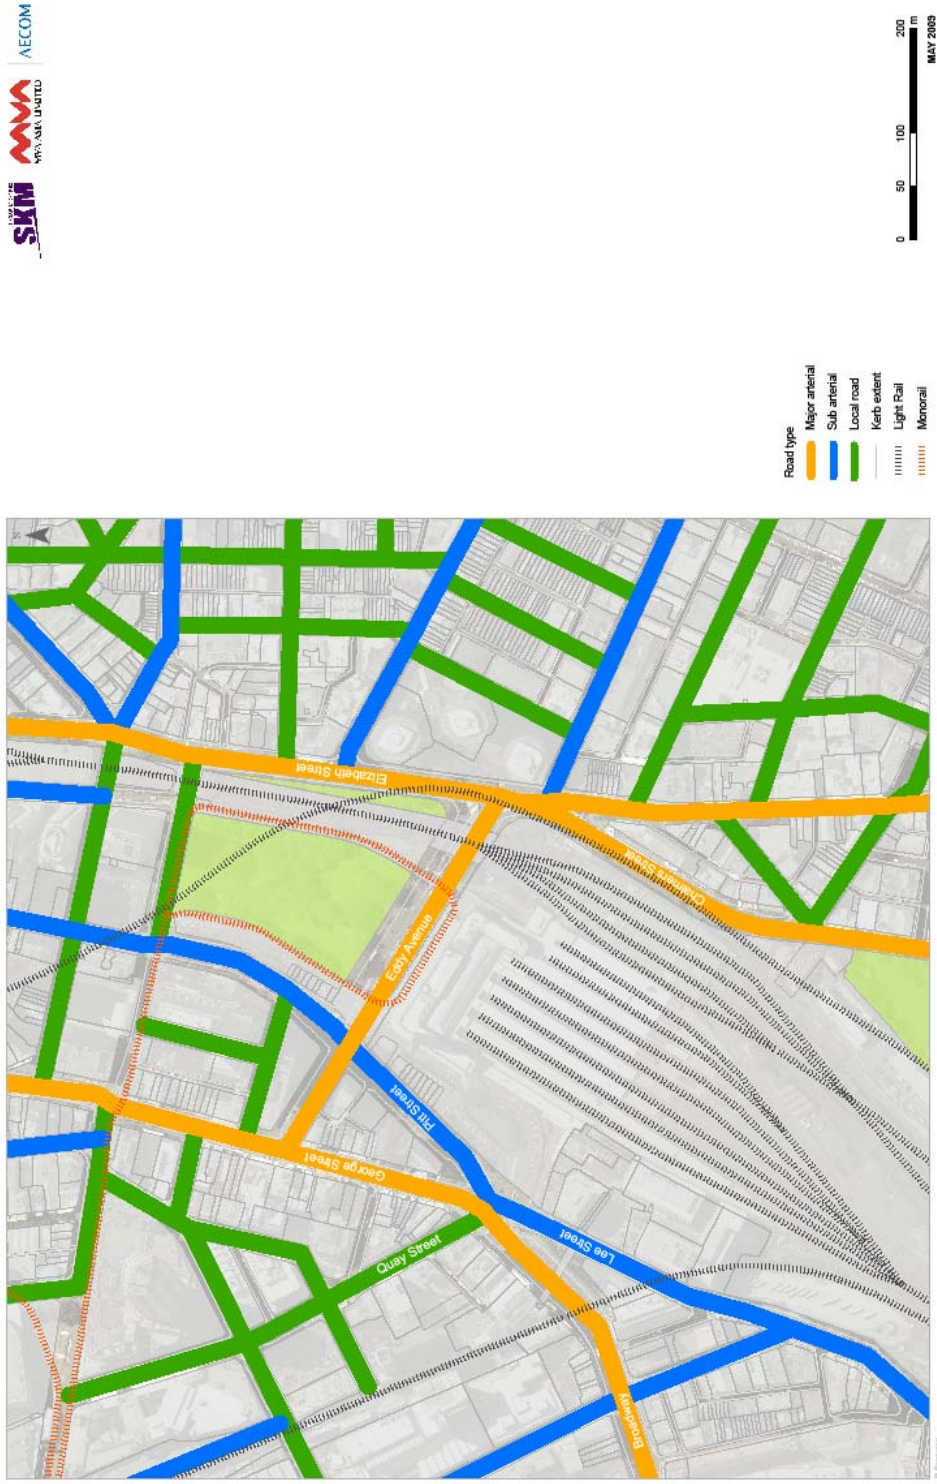 SKM
MVA ASIA LIMITED
AECOM
Elizabeth Street
Eddy Avenue
Chalmers Street
Pitt Street
George Street
Quay Street
Lee Street
Broadway
Road type
Major arterial
Sub arterial
Local road
Kerb extent
Light Rail
Monorail
0 50 100 200
m
MAY 2009